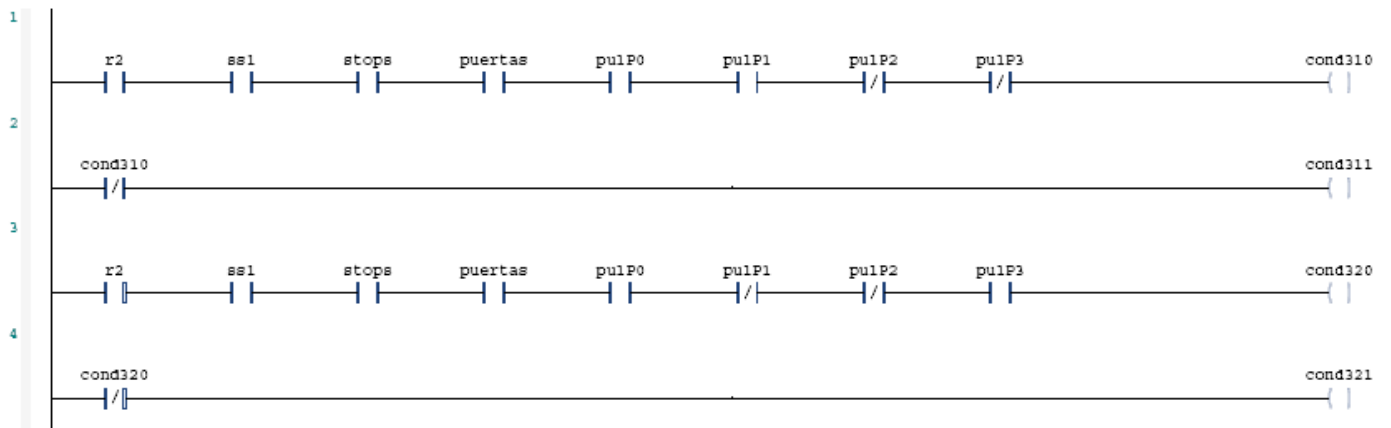 1
r2 ss1 stops puertas pulP0 pulP1 pulP2 pulP3 cond310
2
cond310 cond311
3
r2 ss1 stops puertas pulP0 pulP1 pulP2 pulP3 cond320
4
cond320 cond321